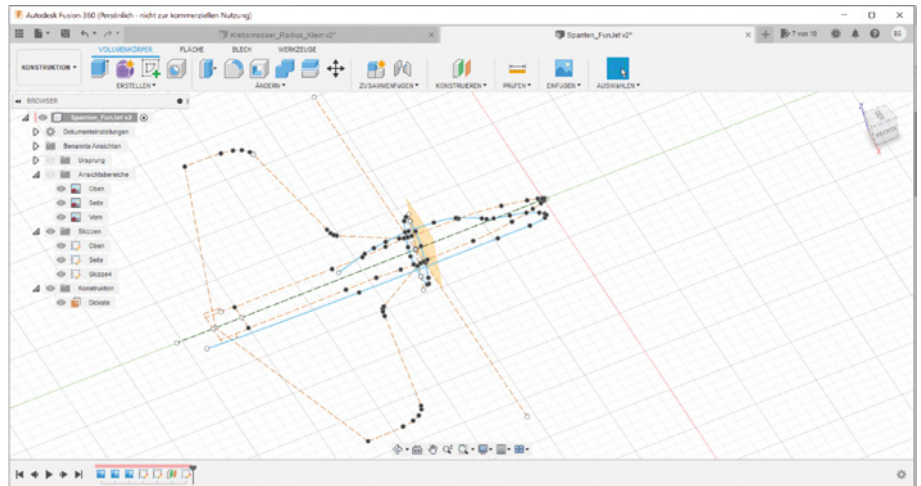 Autodesk Fusion 360 (Persönlich - nicht zur kommerziellen Nutzung)
Krebsmesser_Radius_Klein v2*
Spanten_FunJet v2*
7 von 10
VOLLKÖRPER FLÄCHE BLECH WERKZEUGE
KONSTRUKTION
ERSTELLEN ÄNDERN ZUSAMMENFÜGEN KONSTRUIEREN PRÜFEN EINFÜGEN AUSWÄHLEN
BROWSER
Spanten_FunJet v2
Dokumenteinstellungen
Benannte Ansichten
Ursprung
Ansichtsbereiche
Oben
Seite
Vorn
Skizzen
Oben
Seite
Skizze4
Konstruktion
Dickste
Z
X